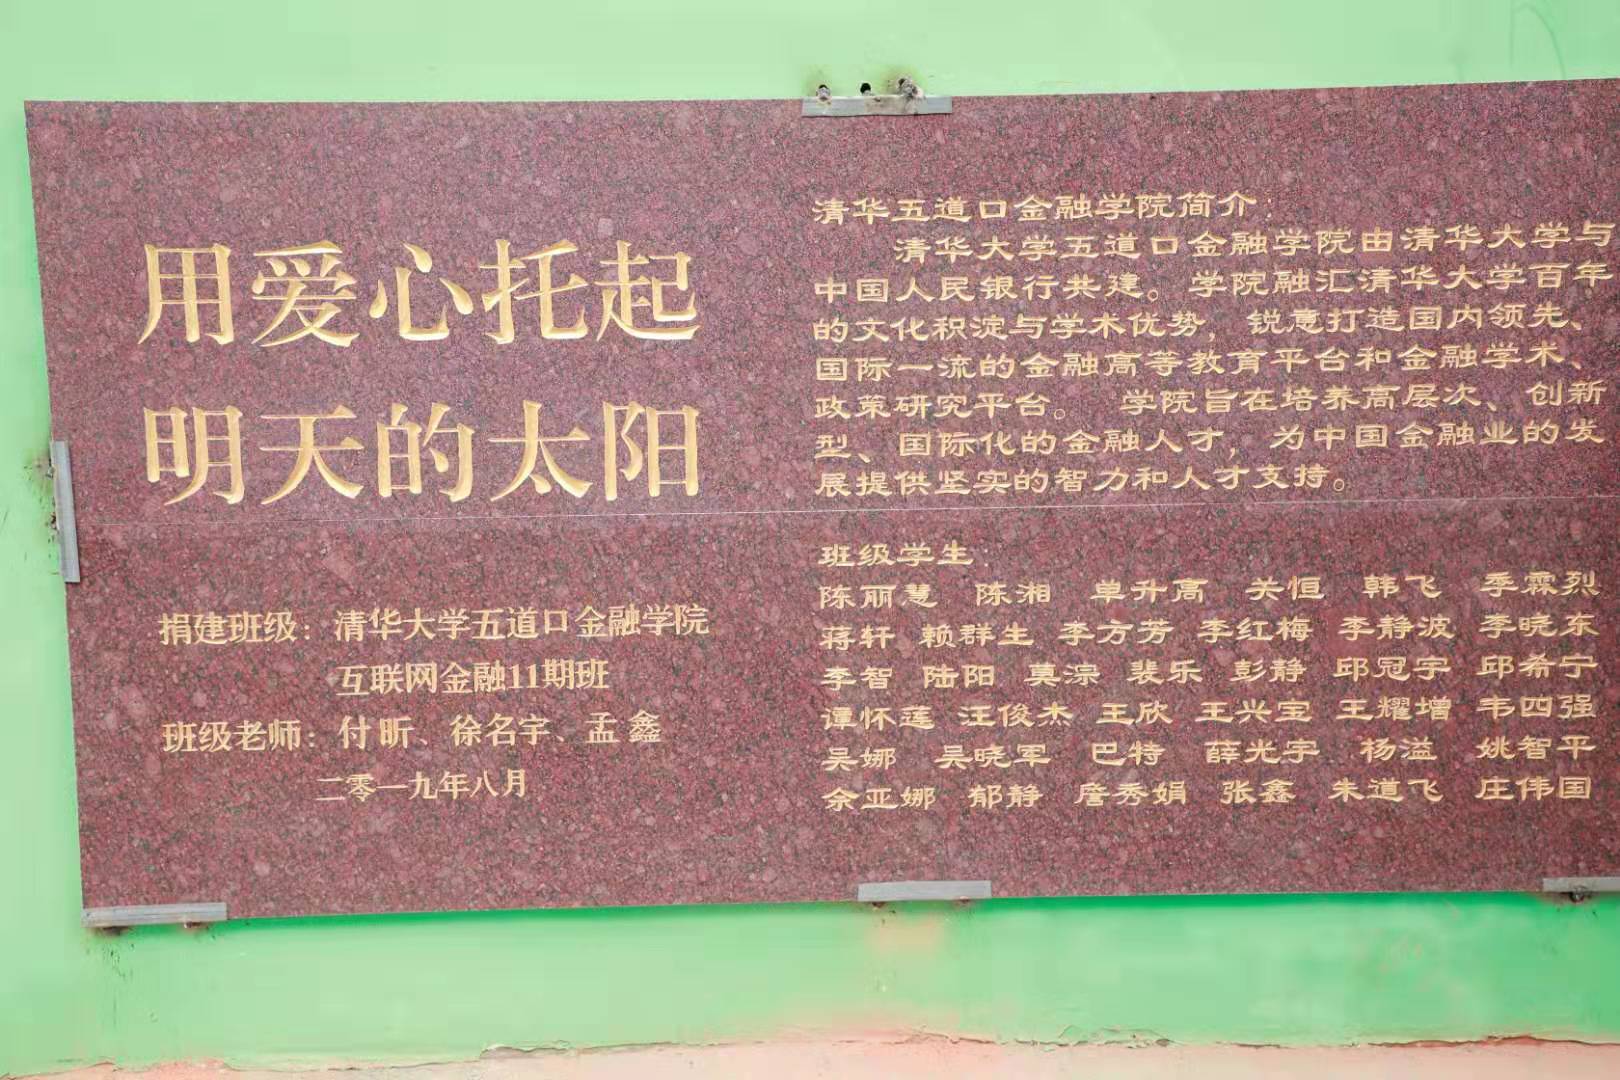 用爱心托起
明天的太阳
捐建班级：清华大学五道口金融学院
互联网金融11期班
班级老师：付昕、徐名宇、孟鑫
二零一九年八月
清华五道口金融学院简介：
清华大学五道口金融学院由清华大学与
中国人民银行共建。学院融汇清华大学百年
的文化积淀与学术优势，锐意打造国内领先、
国际一流的金融高等教育平台和金融学术、
政策研究平台。学院旨在培养高层次、创新
型、国际化的金融人才，为中国金融业的发
展提供坚实的智力和人才支持。
班级学生：
陈丽慧 陈湘 单升高 关恒 韩飞 季霖烈
蒋轩 赖群生 李方芳 李红梅 李静波 李晓东
李智 陆阳 莫淙 裴乐 彭静 邱冠宇 邱希宁
谭怀莲 汪俊杰 王欣 王兴宝 王耀增 韦四强
吴娜 吴晓军 巴特 薛光宇 杨溢 姚智平
余亚娜 郁静 詹秀娟 张鑫 朱道飞 庄伟国